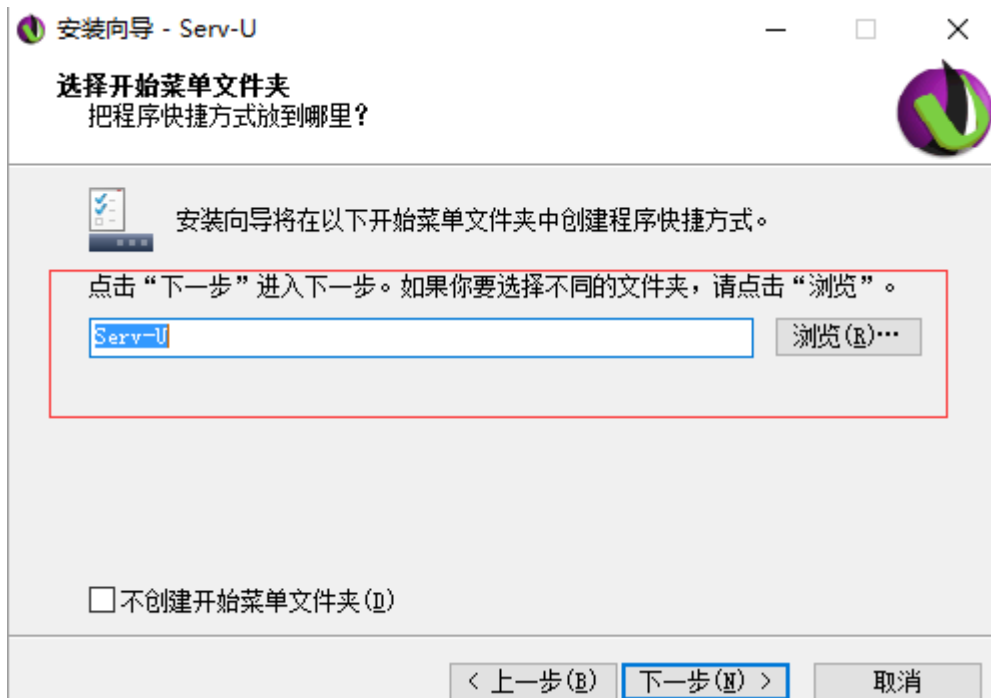 安装向导 - Serv-U
选择开始菜单文件夹
把程序快捷方式放到哪里?
安装向导将在以下开始菜单文件夹中创建程序快捷方式。
点击“下一步”进入下一步。如果你要选择不同的文件夹，请点击“浏览”。
Serv-U
浏览(R)…
不创建开始菜单文件夹(D)
< 上一步(B) 下一步(N) > 取消